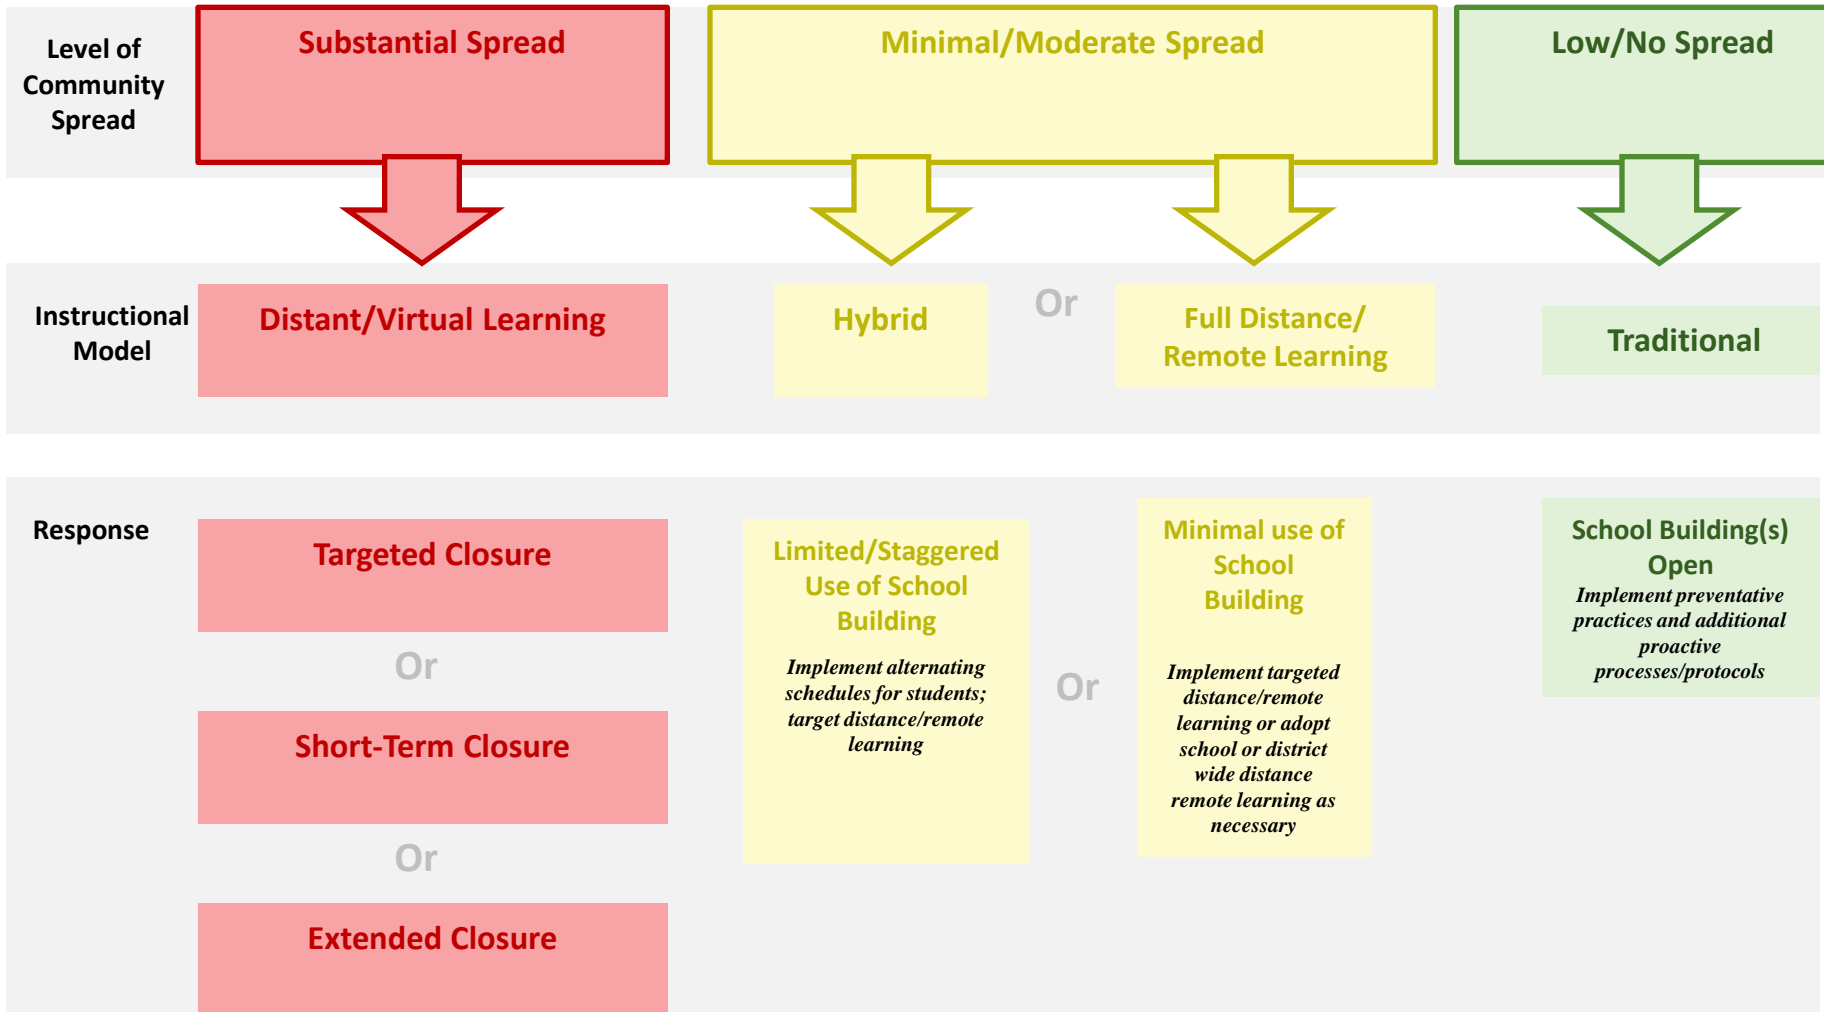 Level of
Community
Spread
Substantial Spread
Minimal/Moderate Spread
Low/No Spread
Instructional
Model
Distant/Virtual Learning
Hybrid
Or
Full Distance/
Remote Learning
Traditional
Response
Targeted Closure
Or
Short-Term Closure
Or
Extended Closure
Limited/Staggered
Use of School
Building
Implement alternating
schedules for students;
target distance/remote
learning
Or
Minimal use of
School
Building
Implement targeted
distance/remote
learning or adopt
school or district
wide distance
remote learning as
necessary
School Building(s)
Open
Implement preventative
practices and additional
proactive
processes/protocols